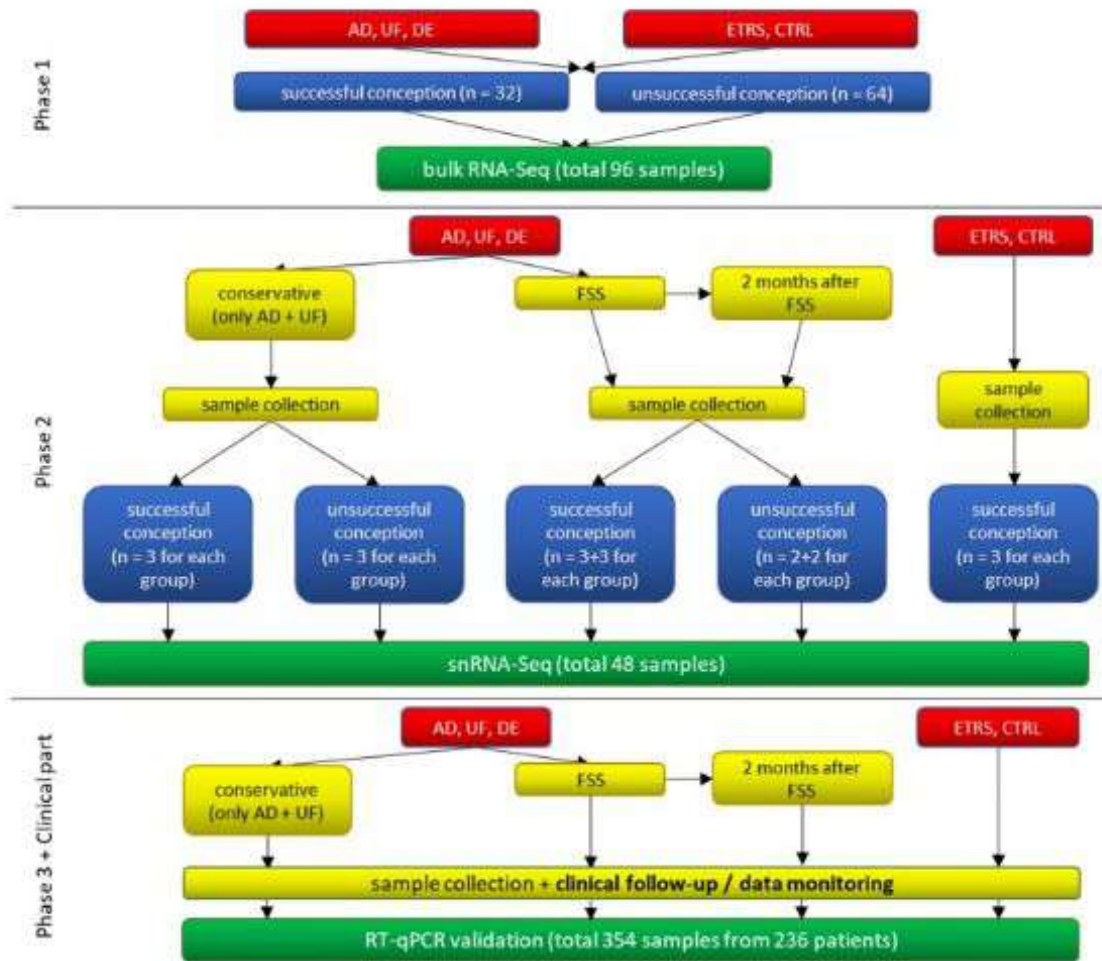 Phase 1
AD, UF, DE
ETRS, CTRL
successful conception (n = 32)
unsuccessful conception (n = 64)
bulk RNA-Seq (total 96 samples)
Phase 2
AD, UF, DE
ETRS, CTRL
conservative
(only AD + UF)
FSS
2 months after
FSS
sample collection
sample collection
sample
collection
successful
conception
(n = 3 for each
group)
unsuccessful
conception
(n = 3 for each
group)
successful
conception
(n = 3+3 for
each group)
unsuccessful
conception
(n = 2+2 for
each group)
successful
conception
(n = 3 for each
group)
snRNA-Seq (total 48 samples)
Phase 3 + Clinical part
AD, UF, DE
ETRS, CTRL
conservative
(only AD + UF)
FSS
2 months after
FSS
sample collection + clinical follow-up / data monitoring
RT-qPCR validation (total 354 samples from 236 patients)